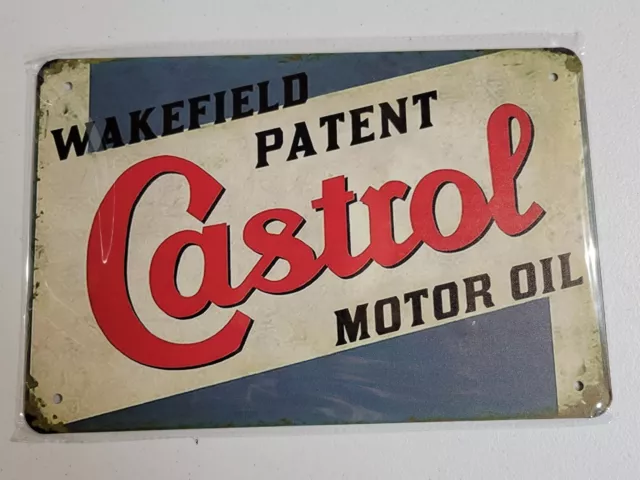 WAKEFIELD
PATENT
Castrol
MOTOR OIL